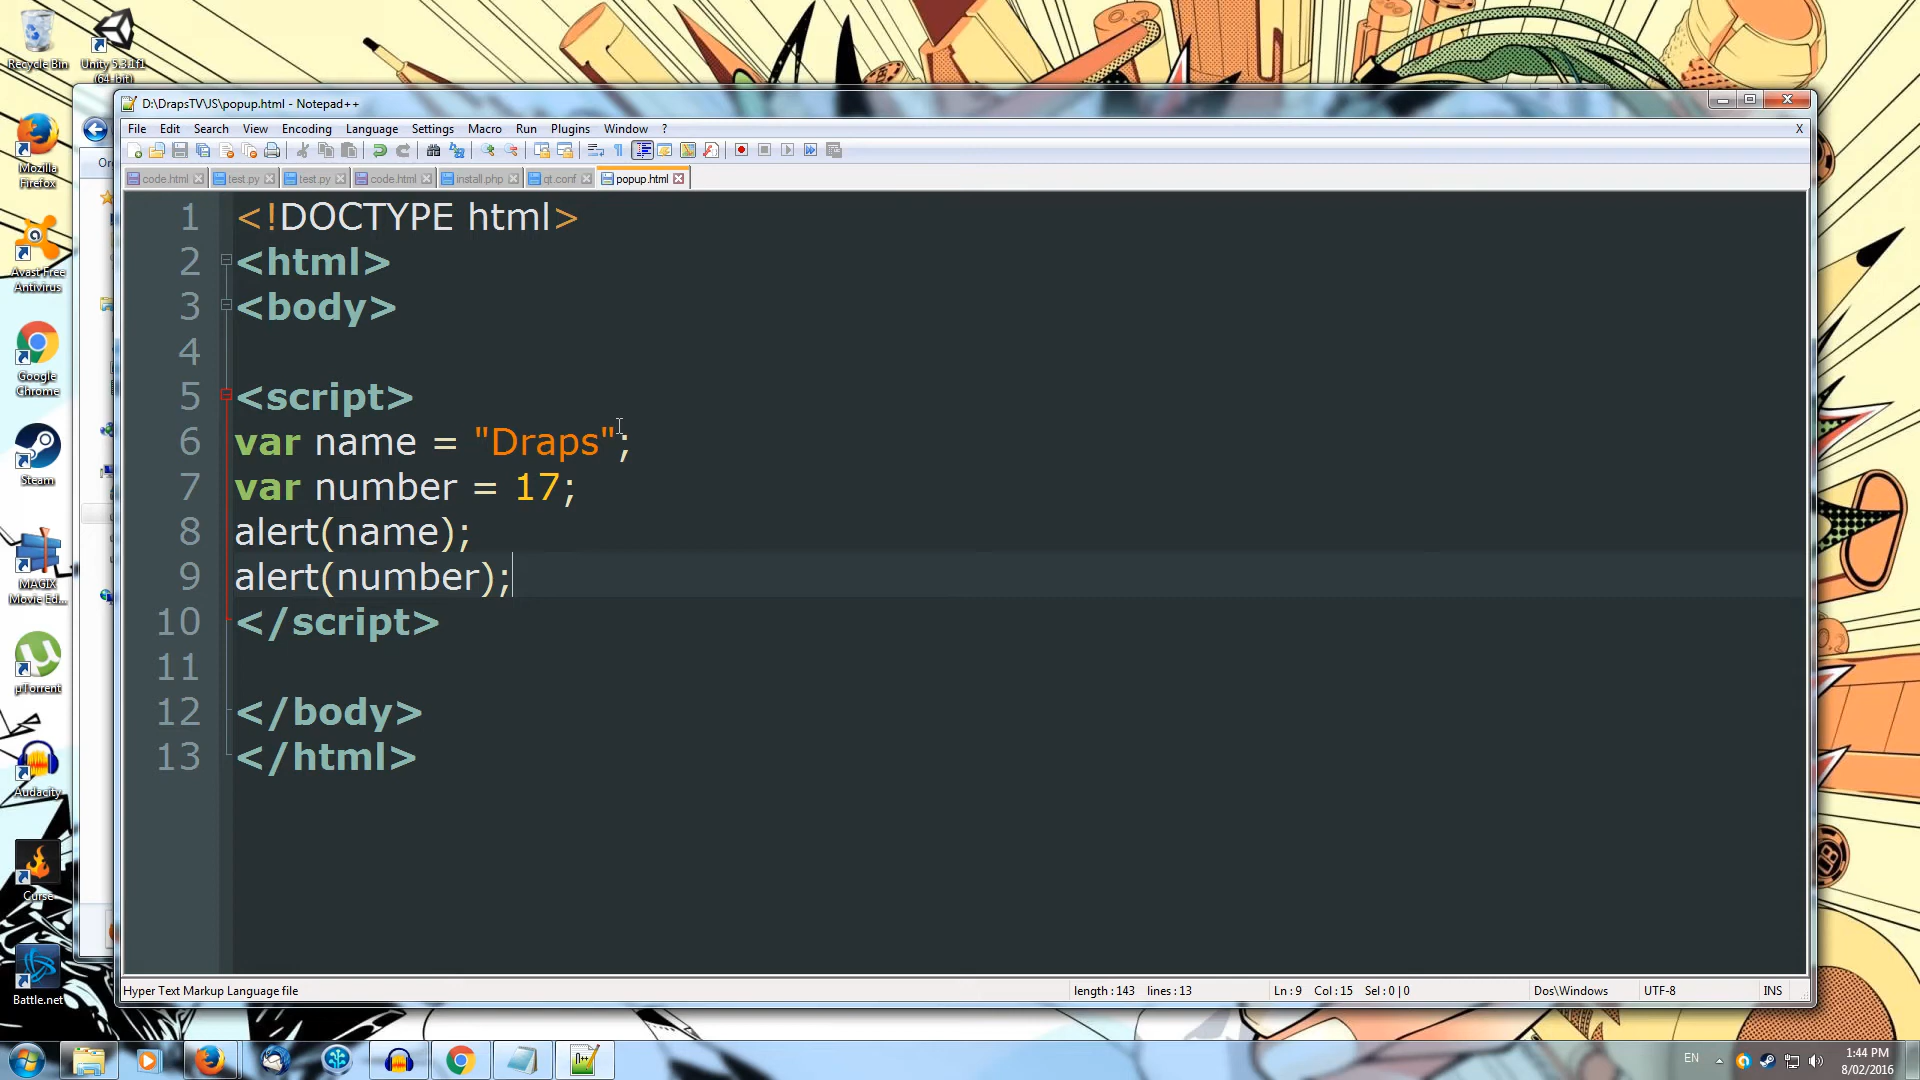 Recycle Bin
Unity 5.3.1f1
(64-bit)
Mozilla
Firefox
Avast Free
Antivirus
Google
Chrome
Steam
MAGIX
Movie Ed...
µTorrent
Audacity
Curse
Battle.net
D:\DrapsTV\JS\popup.html - Notepad++
File Edit Search View Encoding Language Settings Macro Run Plugins Window ? X
code.html test.py test.py code.html install.php qt.conf popup.html
1 <!DOCTYPE html>
2 <html>
3 <body>
4
5 <script>
6 var name = "Draps";
7 var number = 17;
8 alert(name);
9 alert(number);
10 </script>
11
12 </body>
13 </html>
Hyper Text Markup Language file length : 143 lines : 13 Ln : 9 Col : 15 Sel : 0 | 0 Dos\Windows UTF-8 INS
EN 1:44 PM
8/02/2016